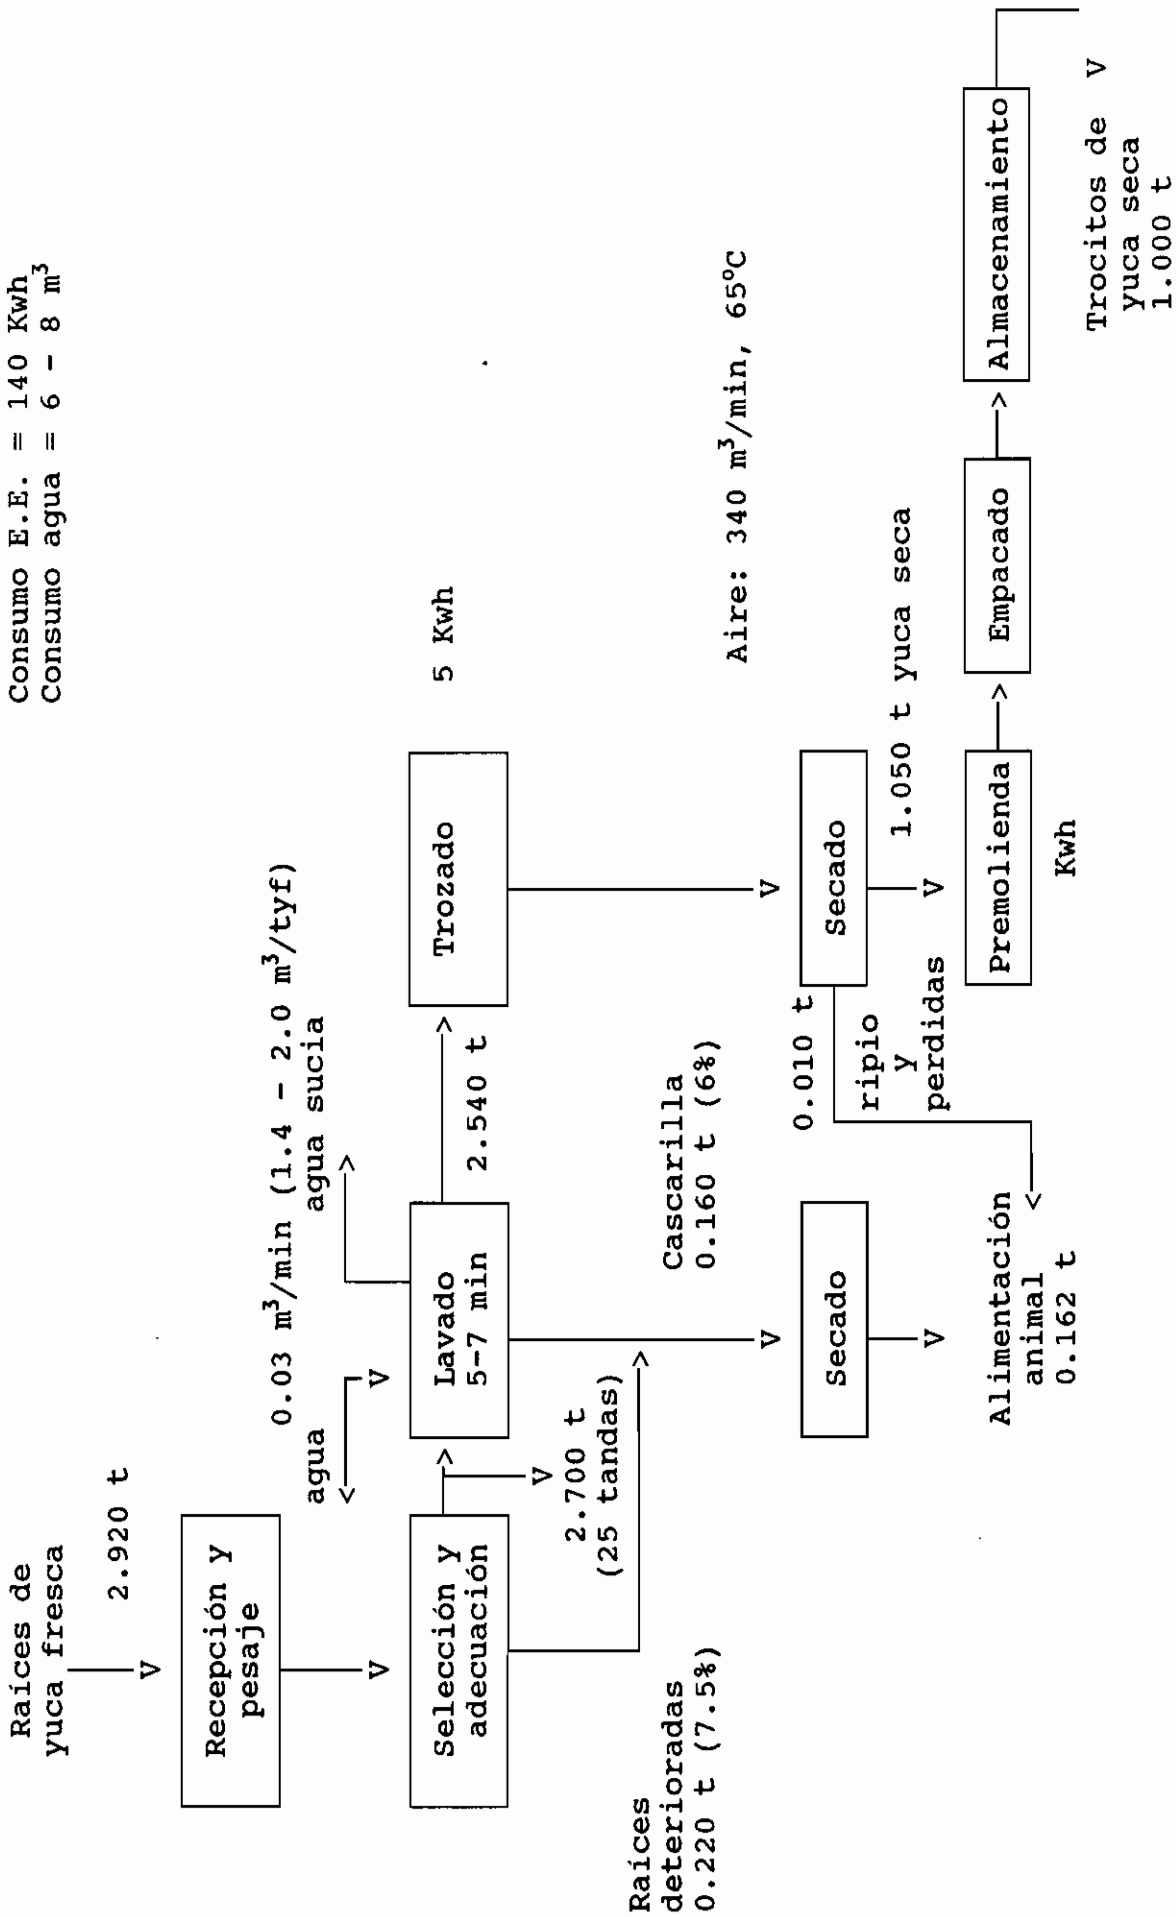 Consumo E.E. = 140 Kwh
Consumo agua = 6 - 8 m³
Raíces de
yuca fresca
2.920 t
Recepción y
pesaje
0.03 m³/min (1.4 - 2.0 m³/tyf)
agua
agua sucia
Selección y
adecuación
Lavado
5-7 min
2.540 t
Trozado
5 Kwh
2.700 t
(25 tandas)
Raíces
deterioradas
0.220 t (7.5%)
Cascarilla
0.160 t (6%)
Aire: 340 m³/min, 65°C
Secado
0.010 t
ripio
y
perdidas
Secado
1.050 t yuca seca
Alimentación
animal
0.162 t
Premolienda
Kwh
Empacado
Almacenamiento
Trocitos de
yuca seca
1.000 t